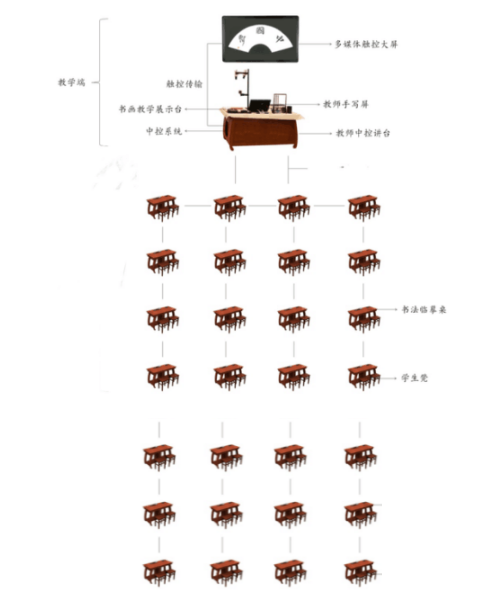 多媒体触控大屏
教学端
触控传输
书画教学展示台
教师手写屏
中控系统
教师中控讲台
书法临摹桌
学生凳